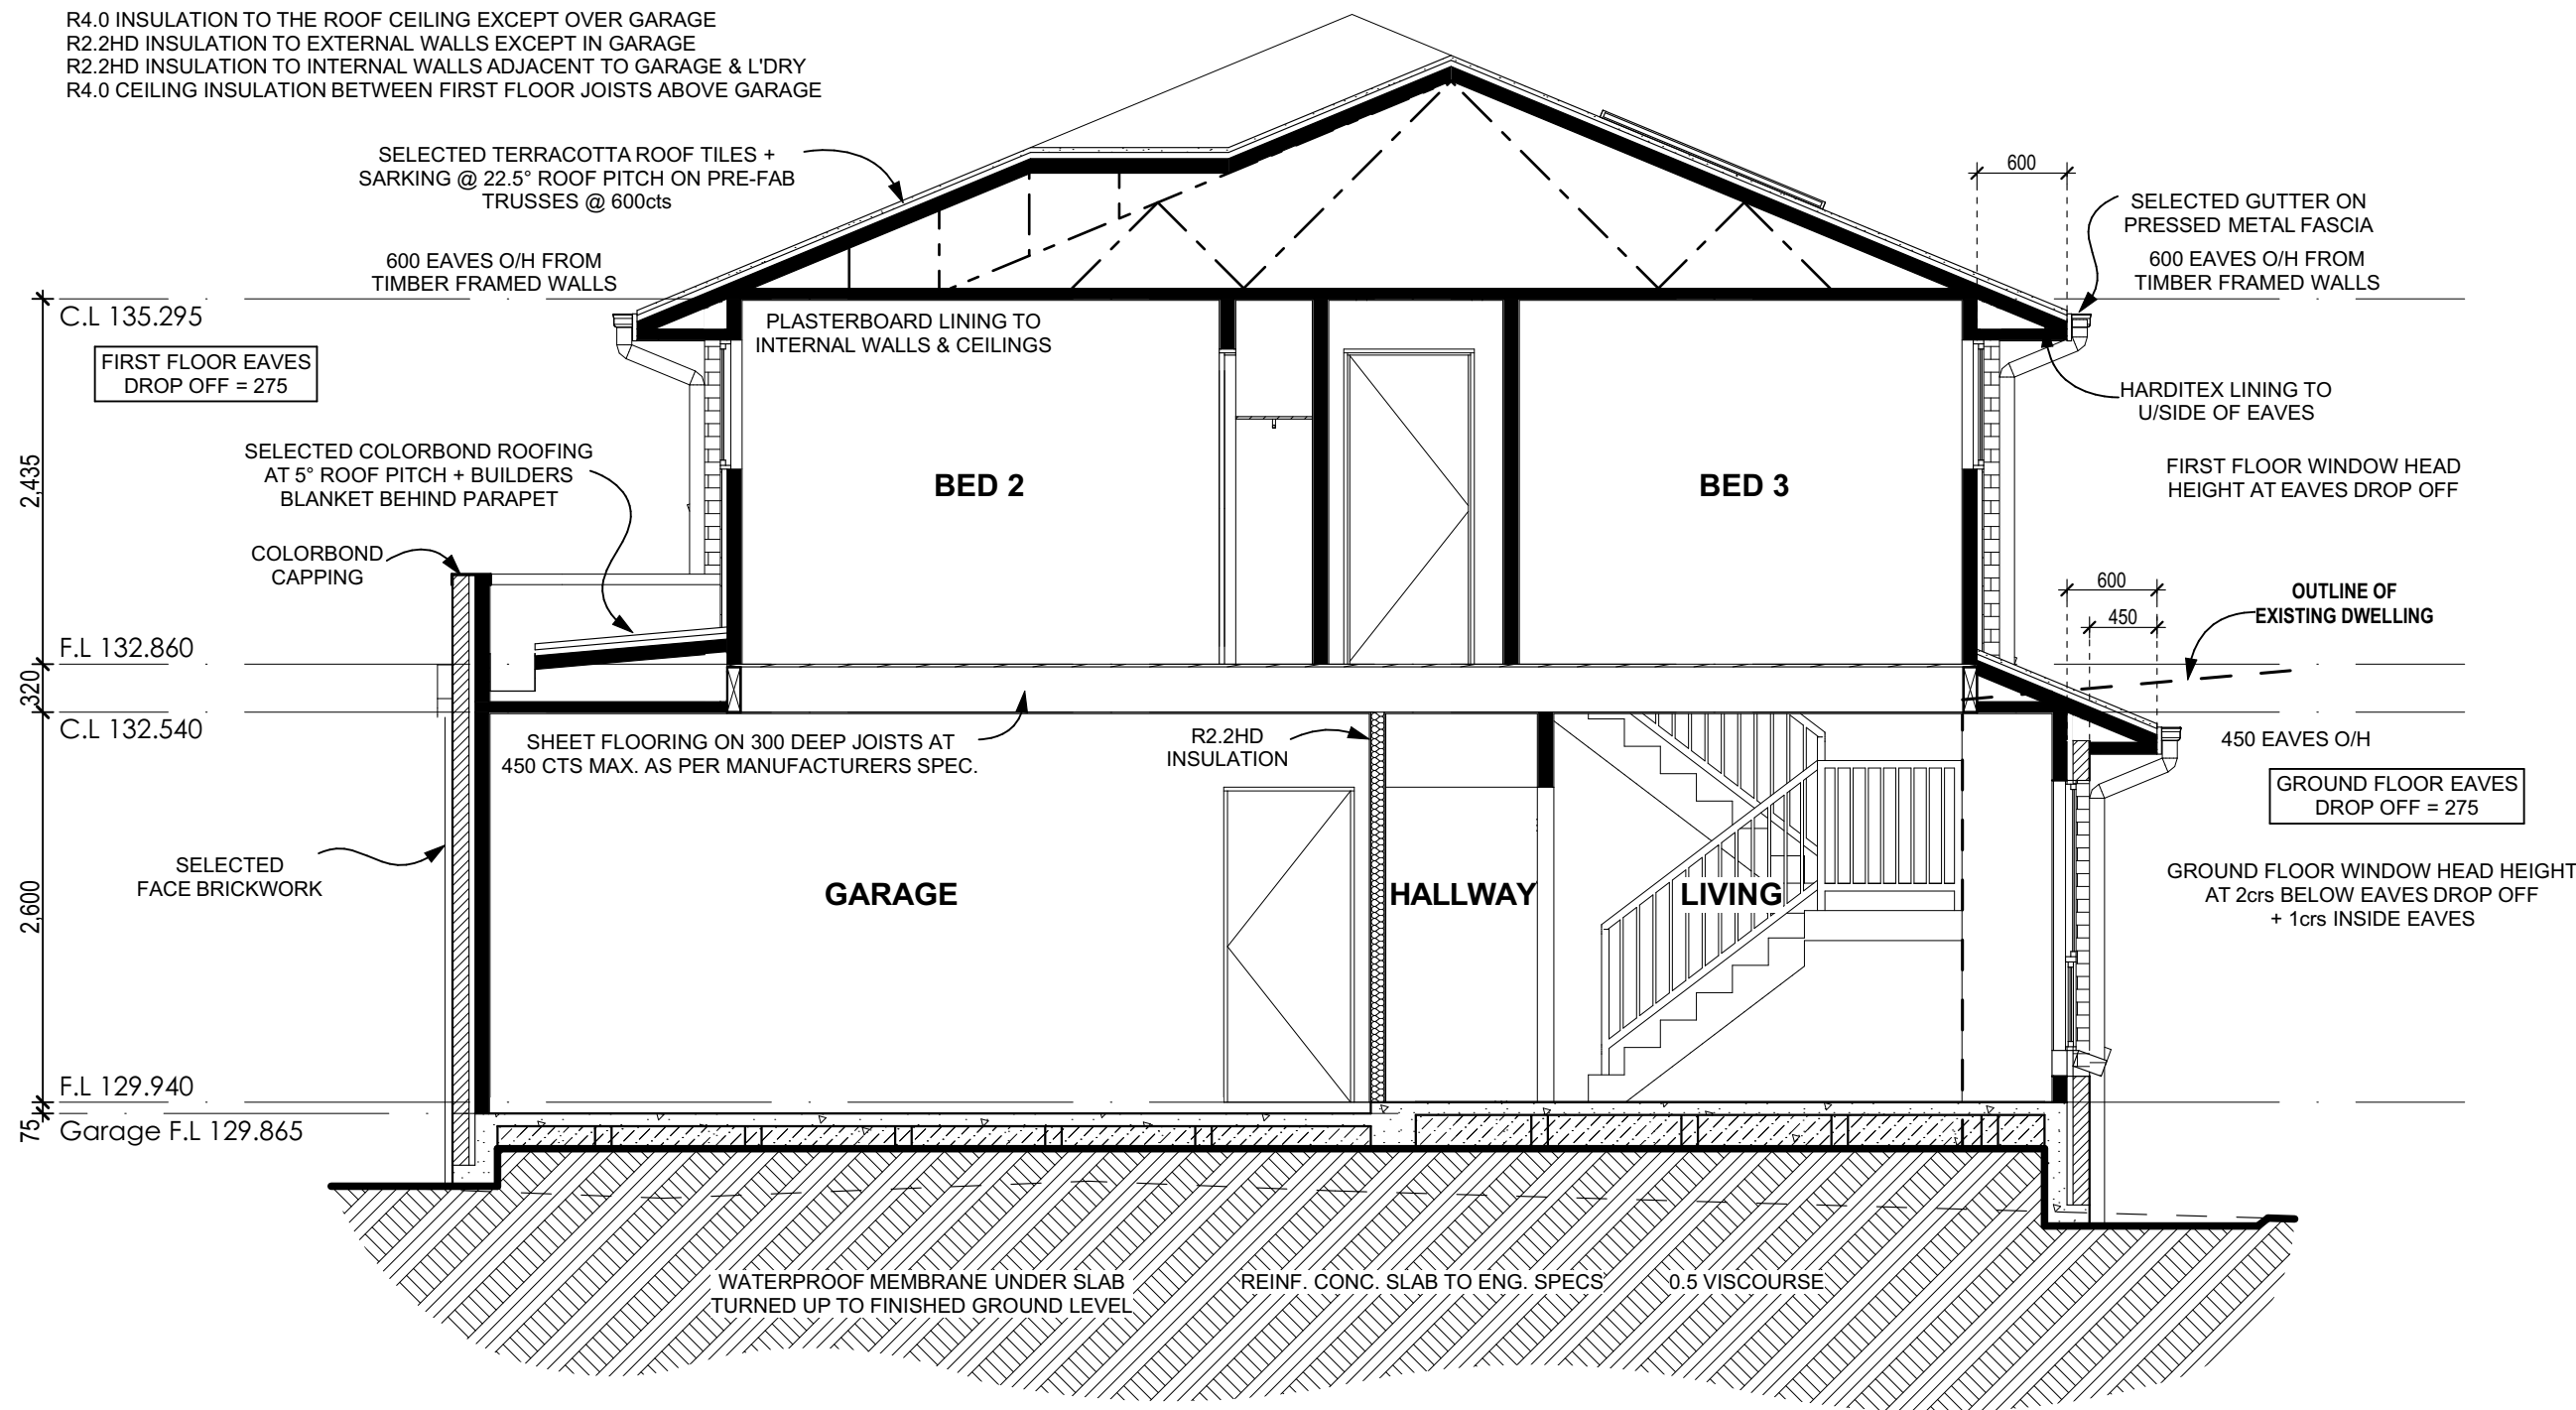 R4.0 INSULATION TO THE ROOF CEILING EXCEPT OVER GARAGE
R2.2HD INSULATION TO EXTERNAL WALLS EXCEPT IN GARAGE
R2.2HD INSULATION TO INTERNAL WALLS ADJACENT TO GARAGE & L'DRY
R4.0 CEILING INSULATION BETWEEN FIRST FLOOR JOISTS ABOVE GARAGE
SELECTED TERRACOTTA ROOF TILES +
SARKING @ 22.5° ROOF PITCH ON PRE-FAB
TRUSSES @ 600cts
600
SELECTED GUTTER ON
PRESSED METAL FASCIA
600 EAVES O/H FROM
TIMBER FRAMED WALLS
600 EAVES O/H FROM
TIMBER FRAMED WALLS
C.L 135.295
PLASTERBOARD LINING TO
INTERNAL WALLS & CEILINGS
FIRST FLOOR EAVES
DROP OFF = 275
HARDITEX LINING TO
U/SIDE OF EAVES
2,435
SELECTED COLORBOND ROOFING
AT 5° ROOF PITCH + BUILDERS
BLANKET BEHIND PARAPET
BED 2
BED 3
FIRST FLOOR WINDOW HEAD
HEIGHT AT EAVES DROP OFF
COLORBOND
CAPPING
600
450
OUTLINE OF
EXISTING DWELLING
F.L 132.860
320
C.L 132.540
SHEET FLOORING ON 300 DEEP JOISTS AT
450 CTS MAX. AS PER MANUFACTURERS SPEC.
R2.2HD
INSULATION
450 EAVES O/H
GROUND FLOOR EAVES
DROP OFF = 275
SELECTED
FACE BRICKWORK
2,600
GARAGE
HALLWAY
LIVING
GROUND FLOOR WINDOW HEAD HEIGHT
AT 2crs BELOW EAVES DROP OFF
+ 1crs INSIDE EAVES
F.L 129.940
75
Garage F.L 129.865
WATERPROOF MEMBRANE UNDER SLAB
TURNED UP TO FINISHED GROUND LEVEL
REINF. CONC. SLAB TO ENG. SPECS
0.5 VISCOURSE